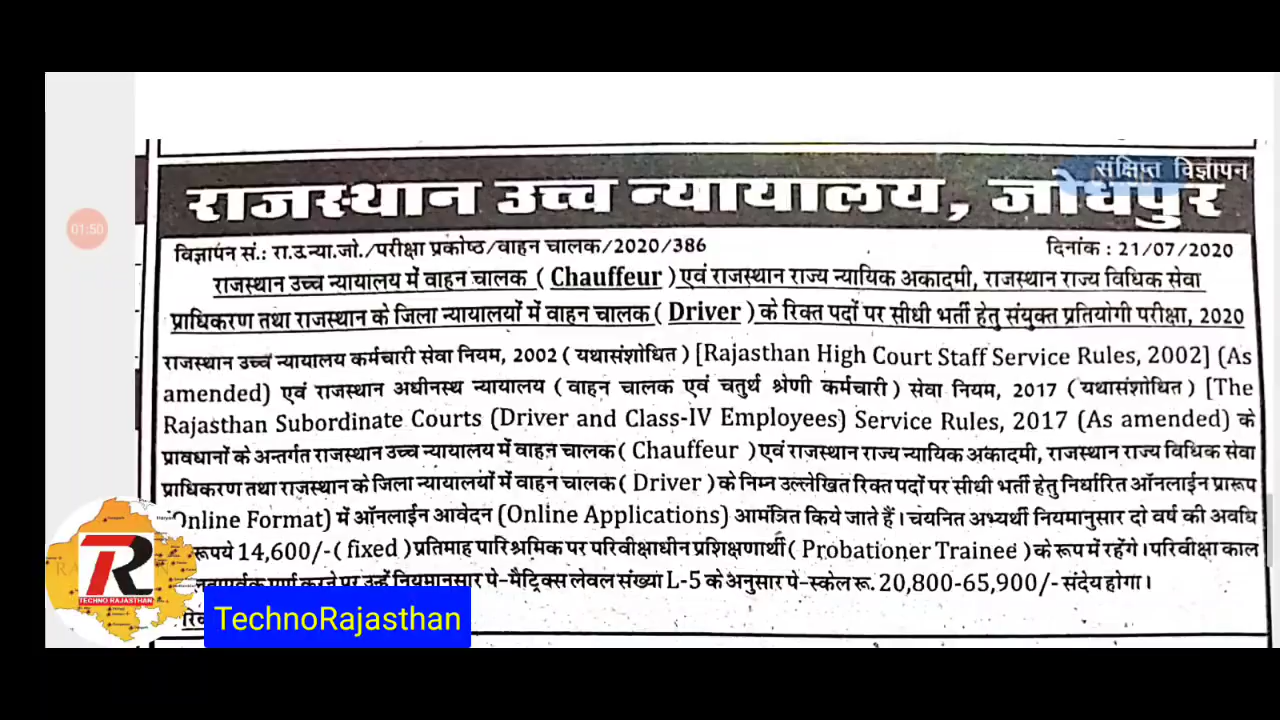 संक्षिप्त विज्ञापन
राजस्थान उच्च न्यायालय, जोधपुर
विज्ञापन सं.: रा.उ.न्या.जो./परीक्षा प्रकोष्ठ/वाहन चालक/2020/386 दिनांक : 21/07/2020
01:50
राजस्थान उच्च न्यायालय में वाहन चालक ( Chauffeur ) एवं राजस्थान राज्य न्यायिक अकादमी, राजस्थान राज्य विधिक सेवा
प्राधिकरण तथा राजस्थान के जिला न्यायालयों में वाहन चालक ( Driver ) के रिक्त पदों पर सीधी भर्ती हेतु संयुक्त प्रतियोगी परीक्षा, 2020
राजस्थान उच्च न्यायालय कर्मचारी सेवा नियम, 2002 ( यथासंशोधित ) [Rajasthan High Court Staff Service Rules, 2002] (As
amended) एवं राजस्थान अधीनस्थ न्यायालय ( वाहन चालक एवं चतुर्थ श्रेणी कर्मचारी ) सेवा नियम, 2017 ( यथासंशोधित ) [The
Rajasthan Subordinate Courts (Driver and Class-IV Employees) Service Rules, 2017 (As amended) के
प्रावधानों के अन्तर्गत राजस्थान उच्च न्यायालय में वाहन चालक ( Chauffeur ) एवं राजस्थान राज्य न्यायिक अकादमी, राजस्थान राज्य विधिक सेवा
प्राधिकरण तथा राजस्थान के जिला न्यायालयों में वाहन चालक ( Driver ) के निम्न उल्लेखित रिक्त पदों पर सीधी भर्ती हेतु निर्धारित ऑनलाईन प्रारूप
(Online Format) में ऑनलाईन आवेदन (Online Applications) आमंत्रित किये जाते हैं। चयनित अभ्यर्थी नियमानुसार दो वर्ष की अवधि
रूपये 14,600/- ( fixed ) प्रतिमाह पारिश्रमिक पर परिवीक्षाधीन प्रशिक्षणार्थी ( Probationer Trainee ) के रूप में रहेंगे। परिवीक्षा काल
पूर्ण करने पर उन्हें नियमानुसार पे-मैट्रिक्स लेवल संख्या L-5 के अनुसार पे-स्केल रू. 20,800-65,900/- संदेय होगा।
TR
TECHNO RAJASTHAN
TechnoRajasthan